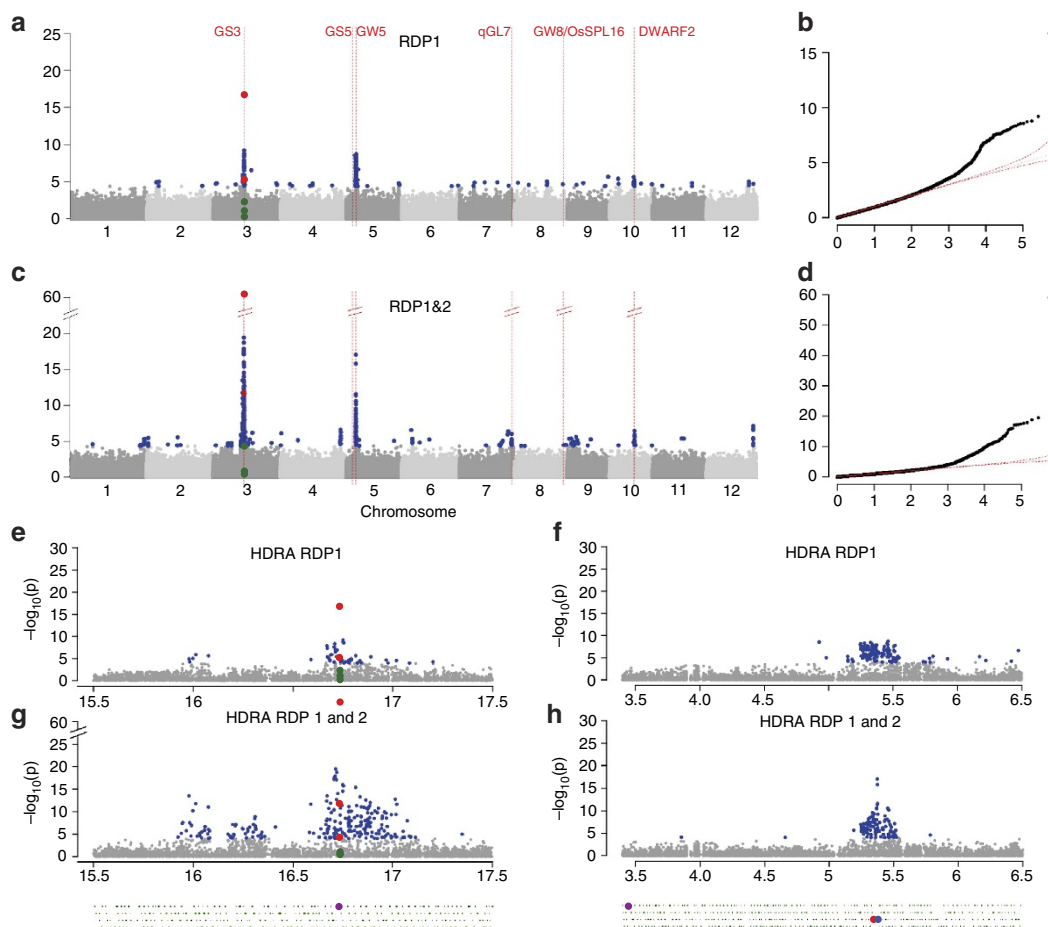 a
GS3 GS5 GW5 qGL7 GW8/OsSPL16 DWARF2
RDP1
25
20
15
10
5
0
1 2 3 4 5 6 7 8 9 10 11 12
b
15
10
5
0
0 1 2 3 4 5
c
RDP1&2
60
20
15
10
5
0
1 2 3 4 5 6 7 8 9 10 11 12
Chromosome
d
60
50
40
30
20
10
0
0 1 2 3 4 5
e
HDRA RDP1
−log10(p)
30
25
20
15
10
5
0
15.5 16 16.5 17 17.5
f
HDRA RDP1
−log10(p)
30
25
20
15
10
5
0
3.5 4.0 5 5.5 6 6.5
g
HDRA RDP 1 and 2
−log10(p)
60
25
20
15
10
5
0
15.5 16 16.5 17 17.5
h
HDRA RDP 1 and 2
−log10(p)
30
25
20
15
10
5
0
3.5 4.0 5 5 5.5 6 6.5